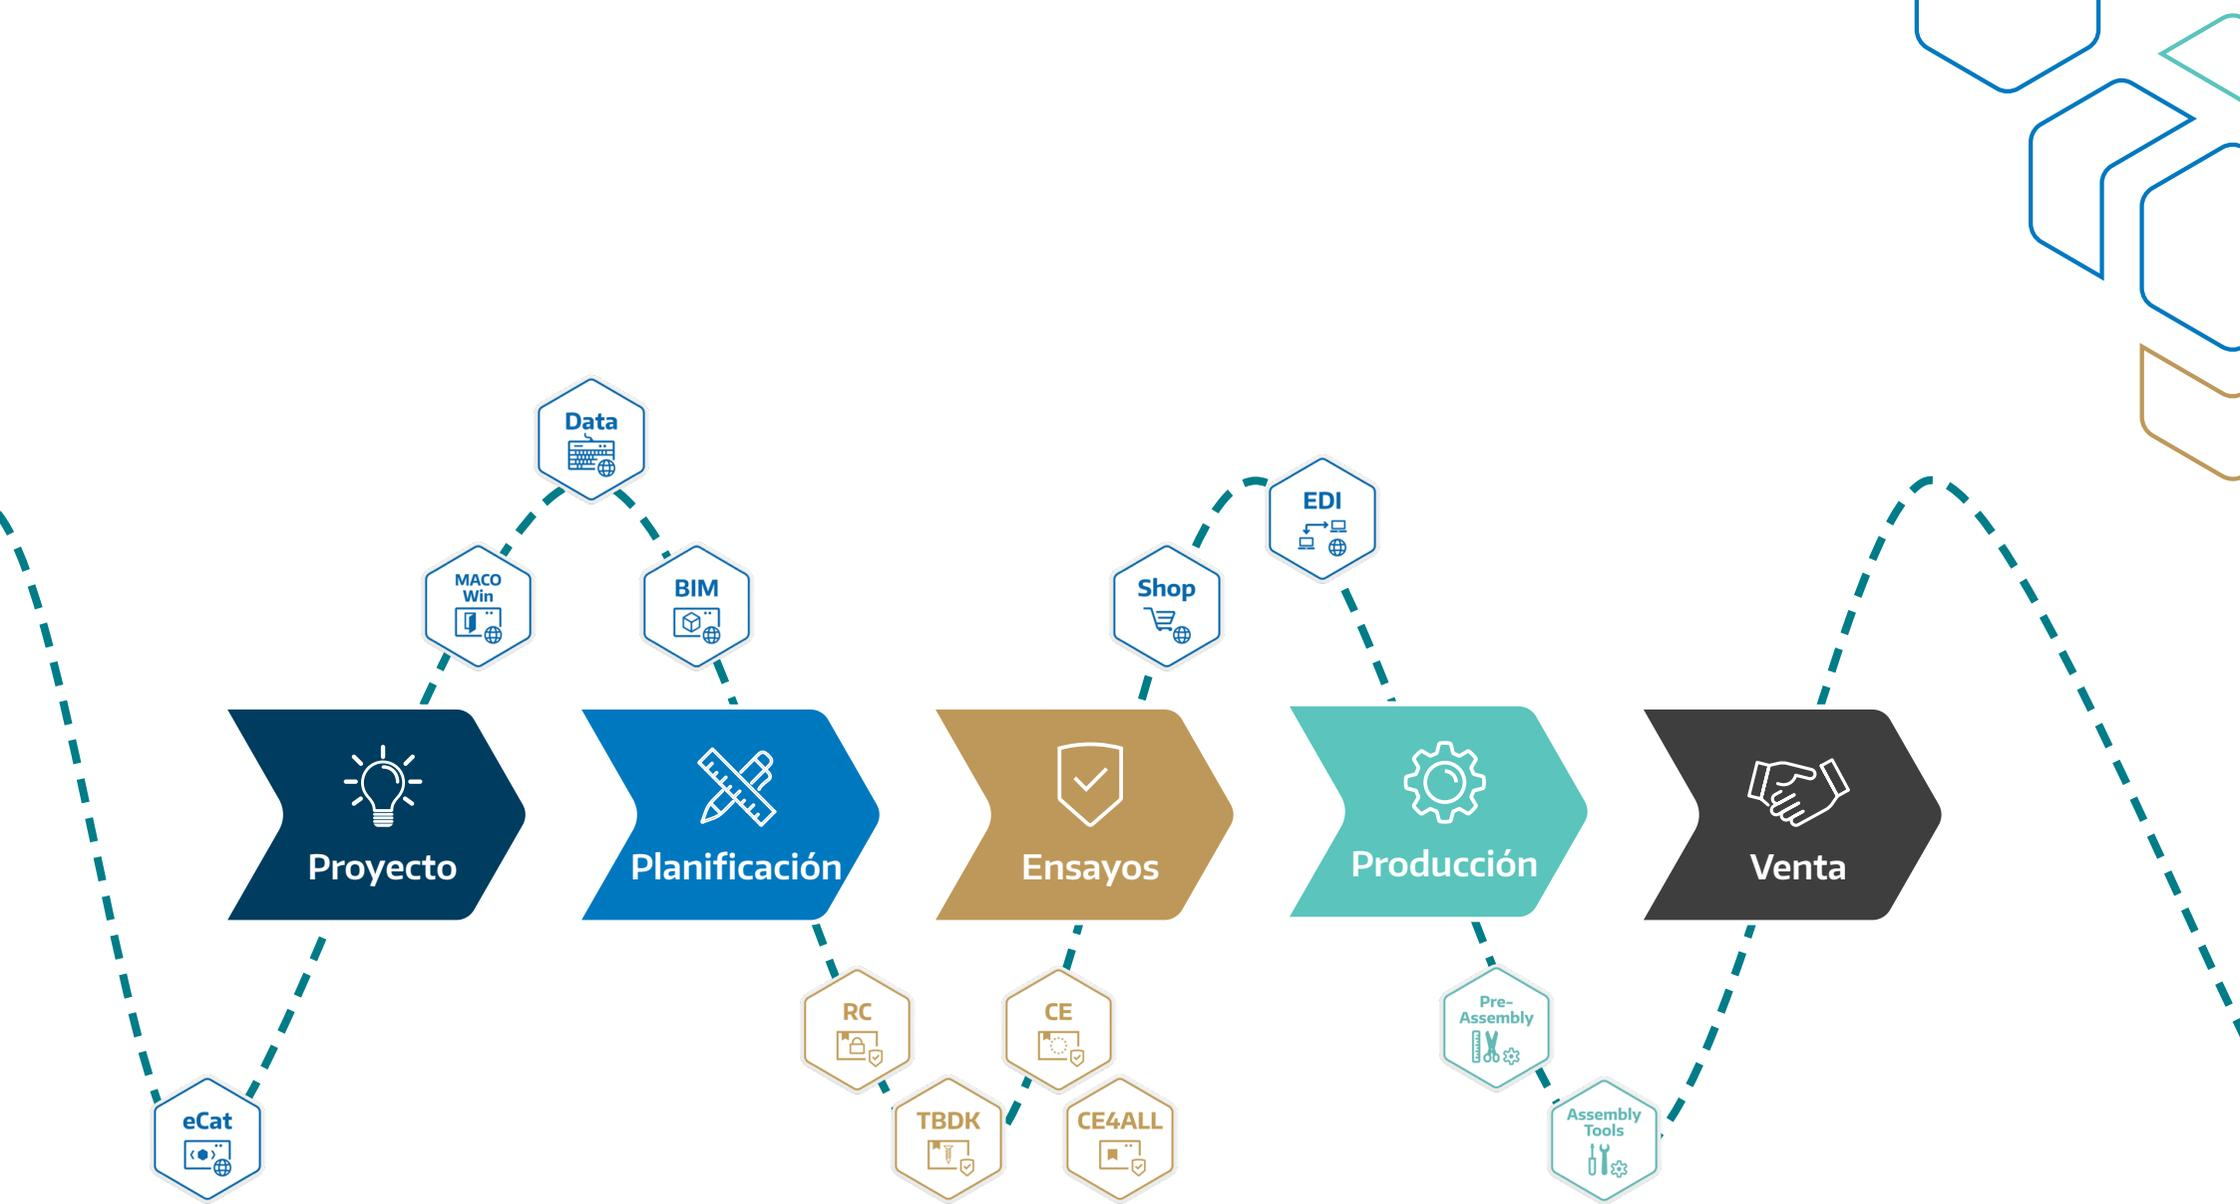 Data
EDI
MACO
Win
BIM
Shop
Proyecto
Planificación
Ensayos
Producción
Venta
RC
CE
Pre-
Assembly
eCat
TBDK
CE4ALL
Assembly
Tools